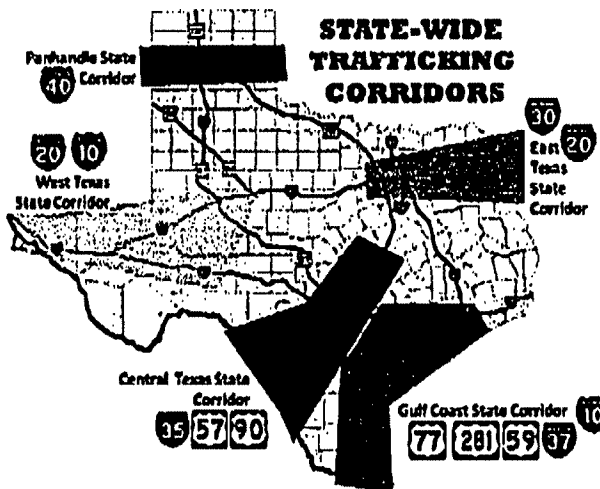 STATE-WIDE
TRAFFICKING
CORRIDORS
Panhandle State
Corridor
40
20 10
West Texas
State Corridor
30
20
East
Texas
State
Corridor
Central Texas State
Corridor
35 57 90
Gulf Coast State Corridor
10
77 281 59 37